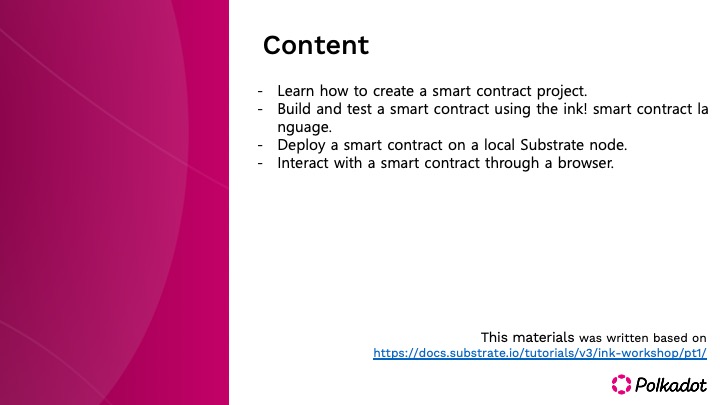 Content
- Learn how to create a smart contract project.
- Build and test a smart contract using the ink! smart contract la
nguage.
- Deploy a smart contract on a local Substrate node.
- Interact with a smart contract through a browser.
This materials was written based on
https://docs.substrate.io/tutorials/v3/ink-workshop/pt1/
Polkadot